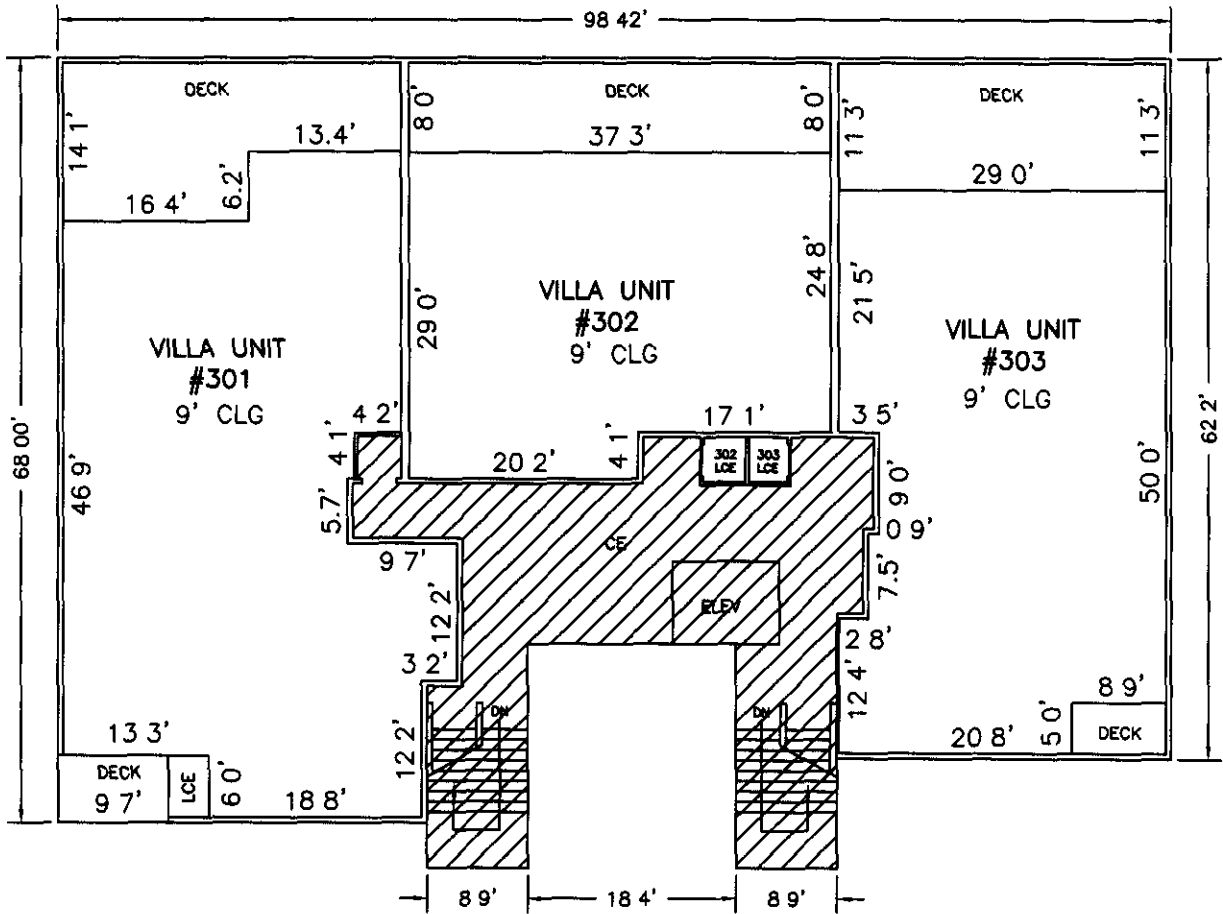 98 42'
DECK
DECK
DECK
14 1'
13.4'
8 0'
37 3'
8 0'
11 3'
11 3'
16 4'
6.2'
29 0'
68 00'
46 9'
VILLA UNIT
#301
9' CLG
29 0'
VILLA UNIT
#302
9' CLG
24 8'
21 5'
VILLA UNIT
#303
9' CLG
62 2'
50 0'
4 2'
4 1'
20 2'
4 1'
17 1'
302
LCE
303
LCE
3 5'
9 0'
0 9'
5.7'
9 7'
CE
ELEV
7.5'
12 2'
2 8'
3 2'
12 4'
DN
DN
13 3'
DECK
9 7'
LCE
6 0'
18 8'
12 2'
20 8'
5 0'
8 9'
DECK
8 9'
18 4'
8 9'